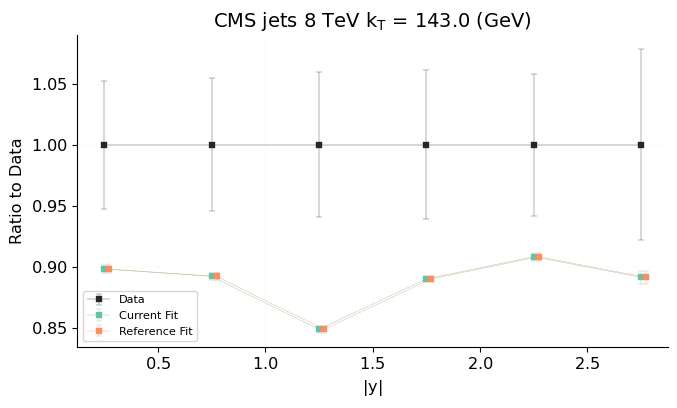 CMS jets 8 TeV k_T = 143.0 (GeV)
Ratio to Data
1.05
1.00
0.95
0.90
0.85
Data
Current Fit
Reference Fit
0.5 1.0 1.5 2.0 2.5
|y|